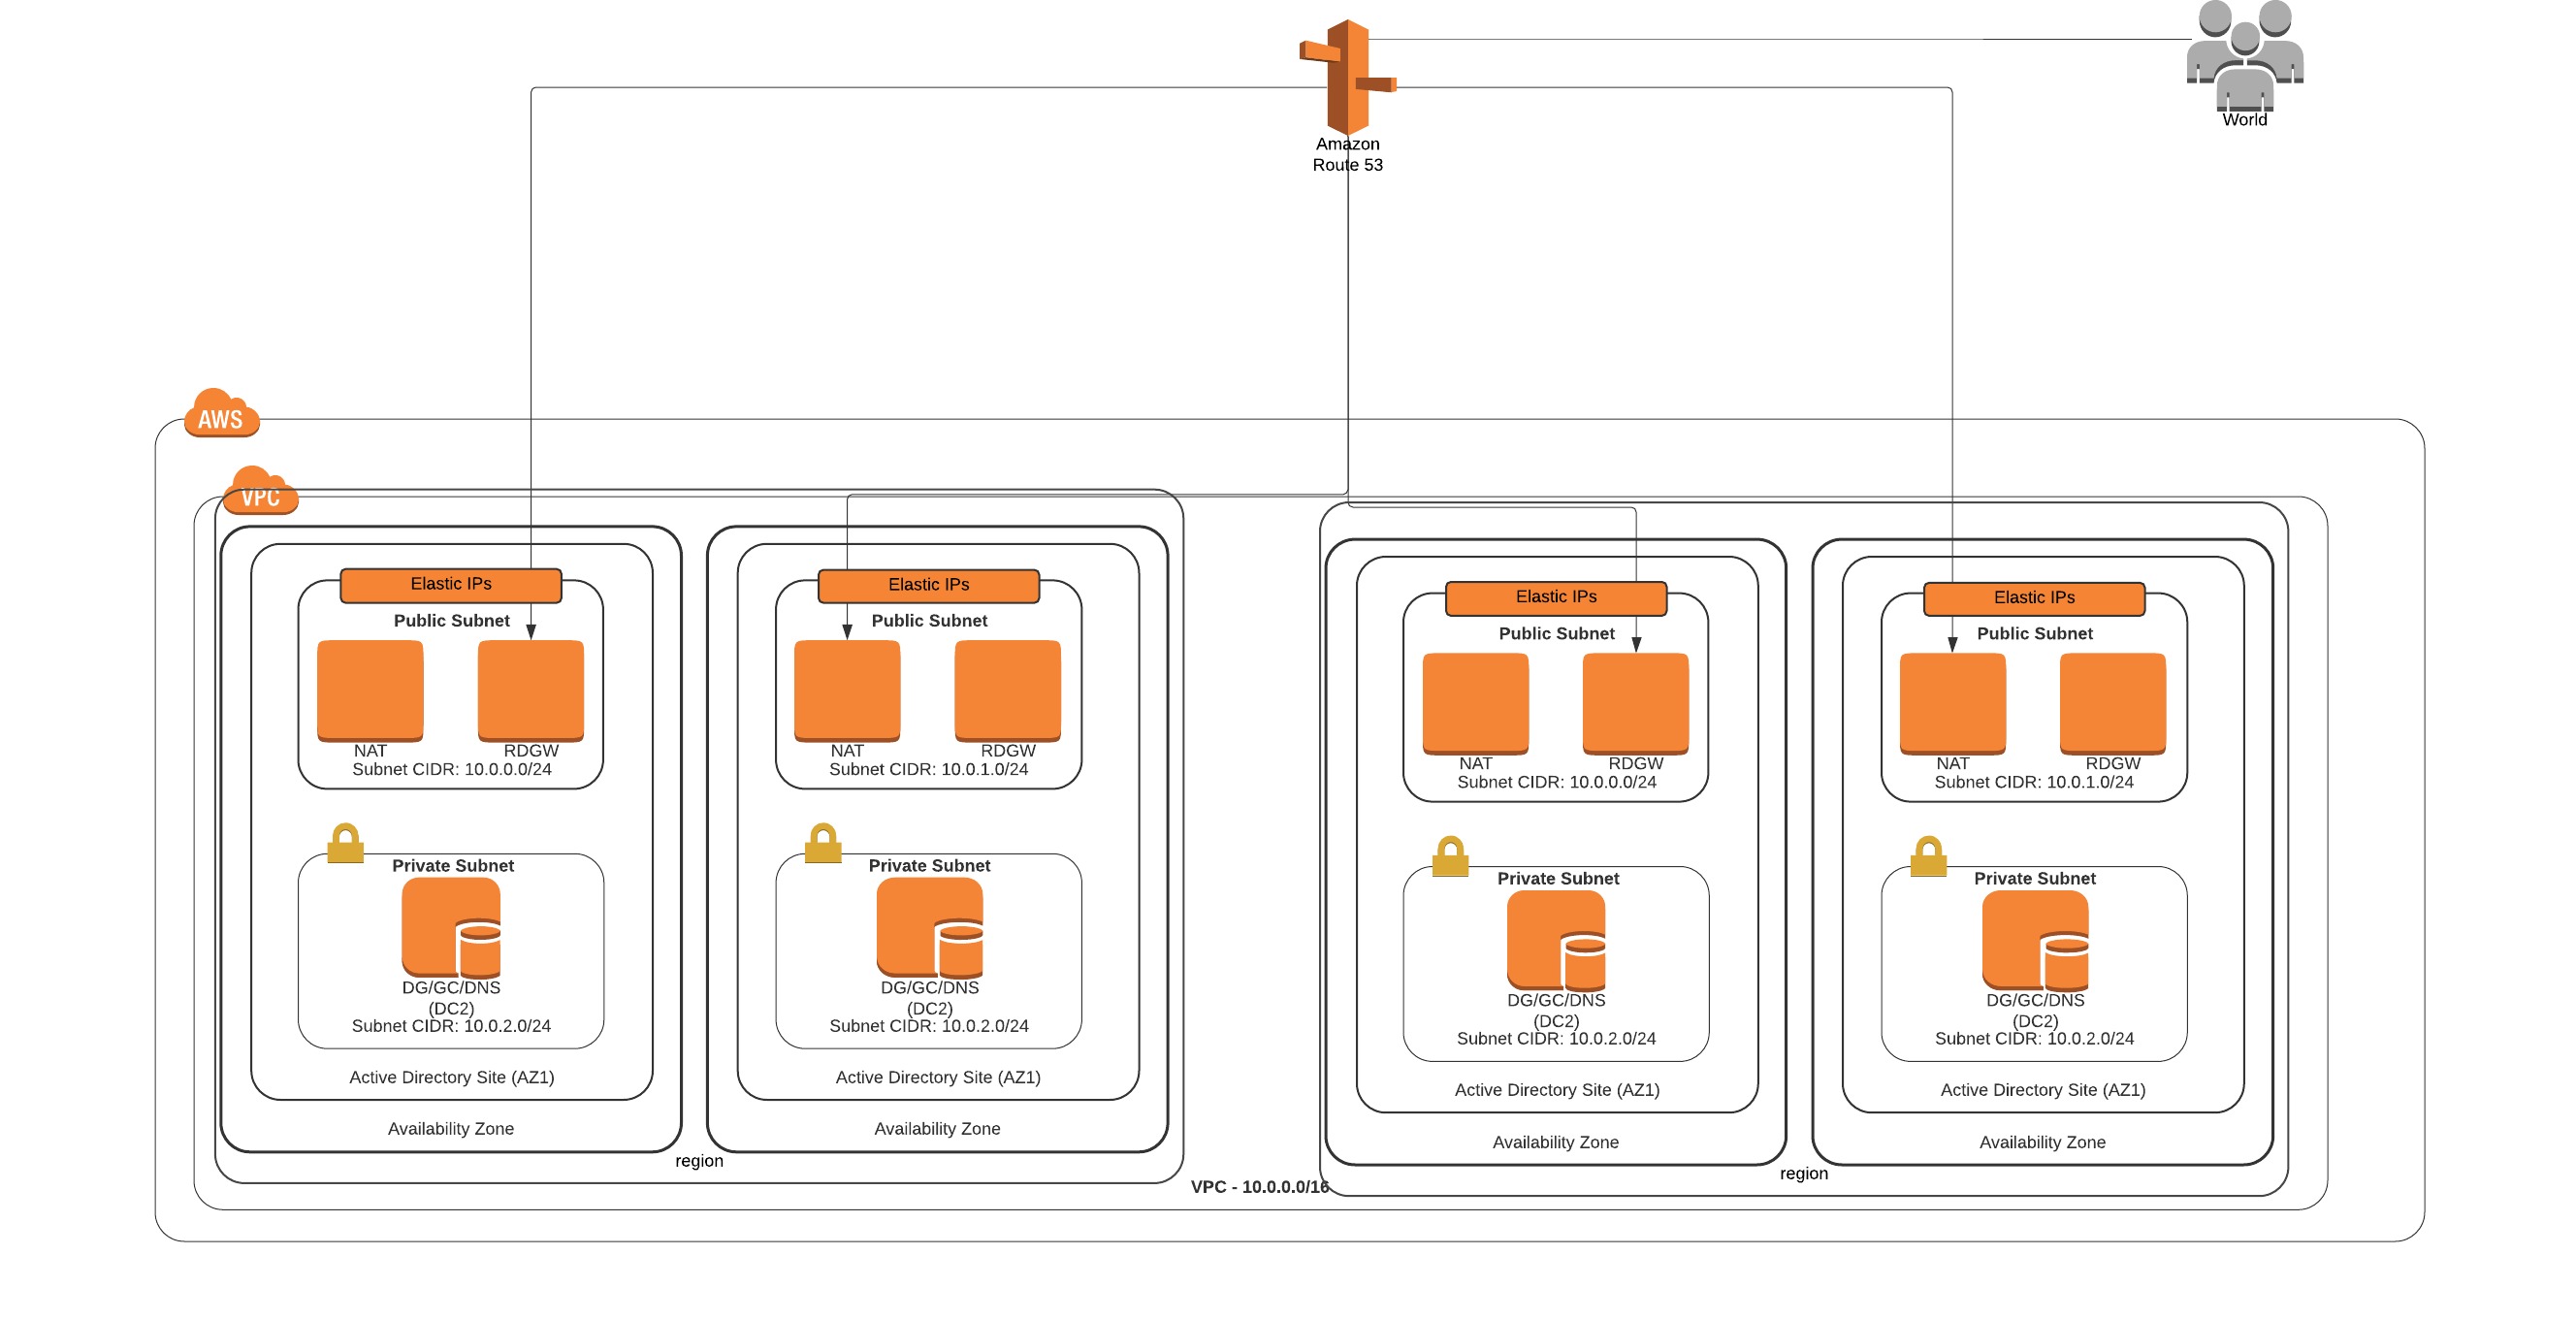 World
Amazon
Route 53
AWS
VPC
Elastic IPs
Public Subnet
NAT
RDGW
Subnet CIDR: 10.0.0.0/24
Private Subnet
DG/GC/DNS
(DC2)
Subnet CIDR: 10.0.2.0/24
Active Directory Site (AZ1)
Availability Zone
Elastic IPs
Public Subnet
NAT
RDGW
Subnet CIDR: 10.0.1.0/24
Private Subnet
DG/GC/DNS
(DC2)
Subnet CIDR: 10.0.2.0/24
Active Directory Site (AZ1)
Availability Zone
region
Elastic IPs
Public Subnet
NAT
RDGW
Subnet CIDR: 10.0.0.0/24
Private Subnet
DG/GC/DNS
(DC2)
Subnet CIDR: 10.0.2.0/24
Active Directory Site (AZ1)
Availability Zone
Elastic IPs
Public Subnet
NAT
RDGW
Subnet CIDR: 10.0.1.0/24
Private Subnet
DG/GC/DNS
(DC2)
Subnet CIDR: 10.0.2.0/24
Active Directory Site (AZ1)
Availability Zone
region
VPC - 10.0.0.0/16